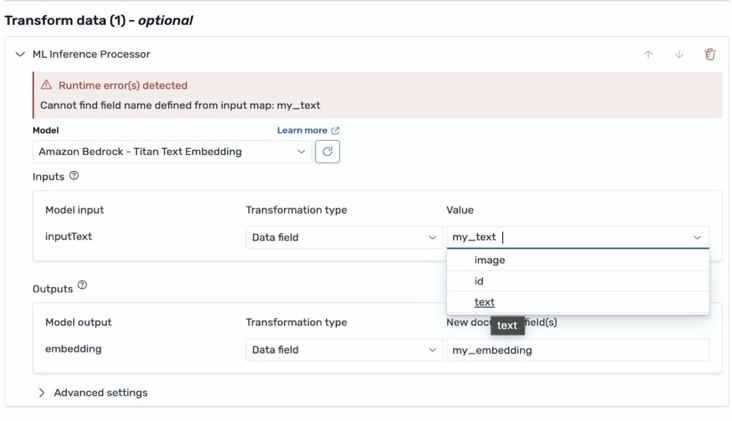 Transform data (1) - optional
ML Inference Processor
Runtime error(s) detected
Cannot find field name defined from input map: my_text
Model Learn more
Amazon Bedrock - Titan Text Embedding
Inputs
Model input Transformation type Value
inputText Data field my_text
image
id
text
Outputs
Model output Transformation type New field(s)
text
embedding Data field my_embedding
Advanced settings